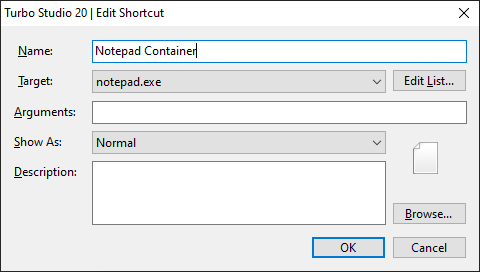 Turbo Studio 20 | Edit Shortcut
Name: Notepad Container
Target: notepad.exe Edit List...
Arguments:
Show As: Normal
Description:
Browse...
OK Cancel